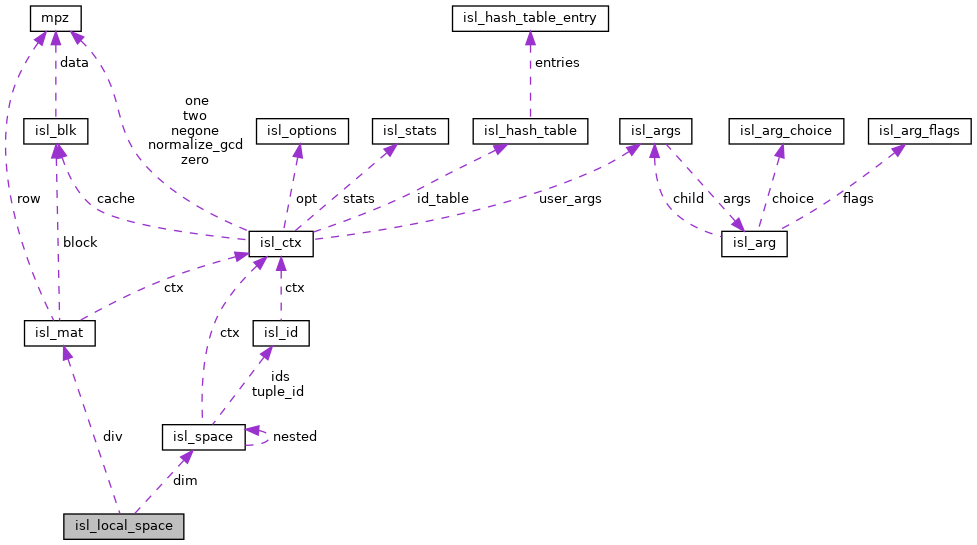 mpz
isl_hash_table_entry
data
entries
one
two
negone
normalize_gcd
zero
isl_blk
isl_options
isl_stats
isl_hash_table
isl_args
isl_arg_choice
isl_arg_flags
row
cache
opt
stats
id_table
user_args
child
args
choice
flags
block
isl_ctx
isl_arg
ctx
ctx
isl_mat
ctx
isl_id
ids
tuple_id
div
isl_space
nested
dim
isl_local_space